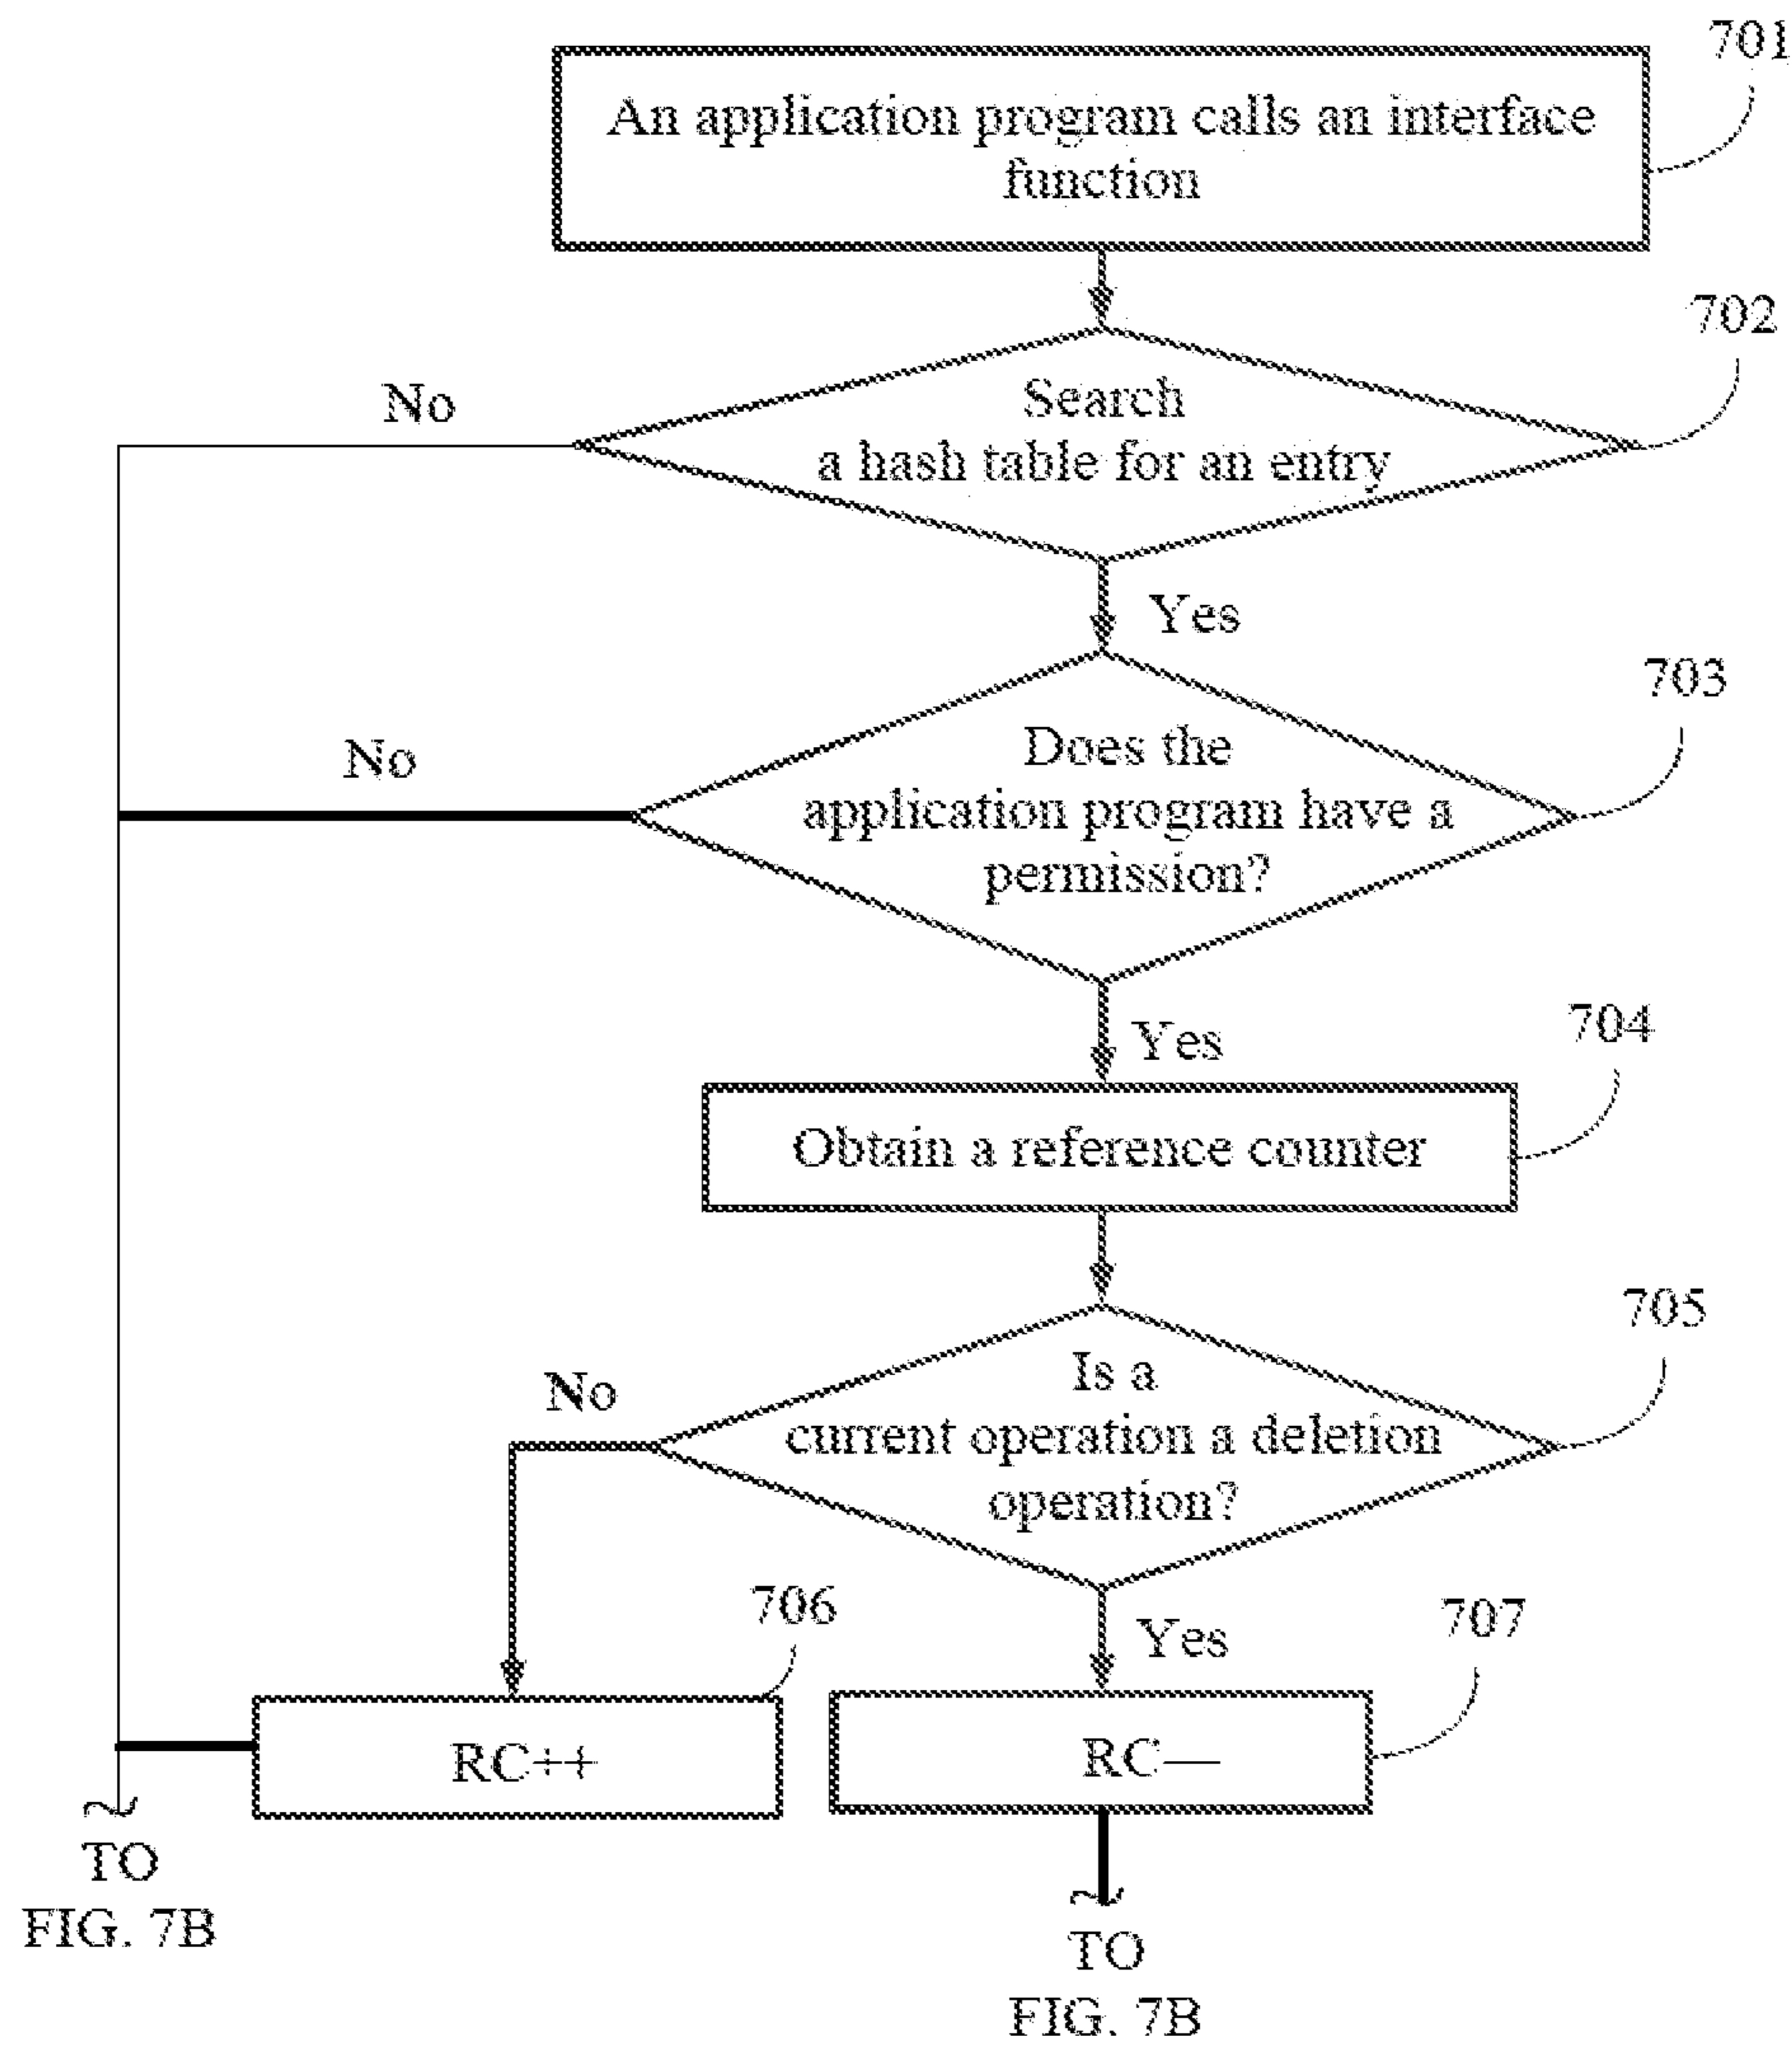 701
An application program calls an interface
function
702
No
Search
a hash table for an entry
Yes
703
No
Does the
application program have a
permission?
Yes
704
Obtain a reference counter
705
No
Is a
current operation a deletion
operation?
706
Yes
707
RC++
RC—
TO
FIG. 7B
TO
FIG. 7B